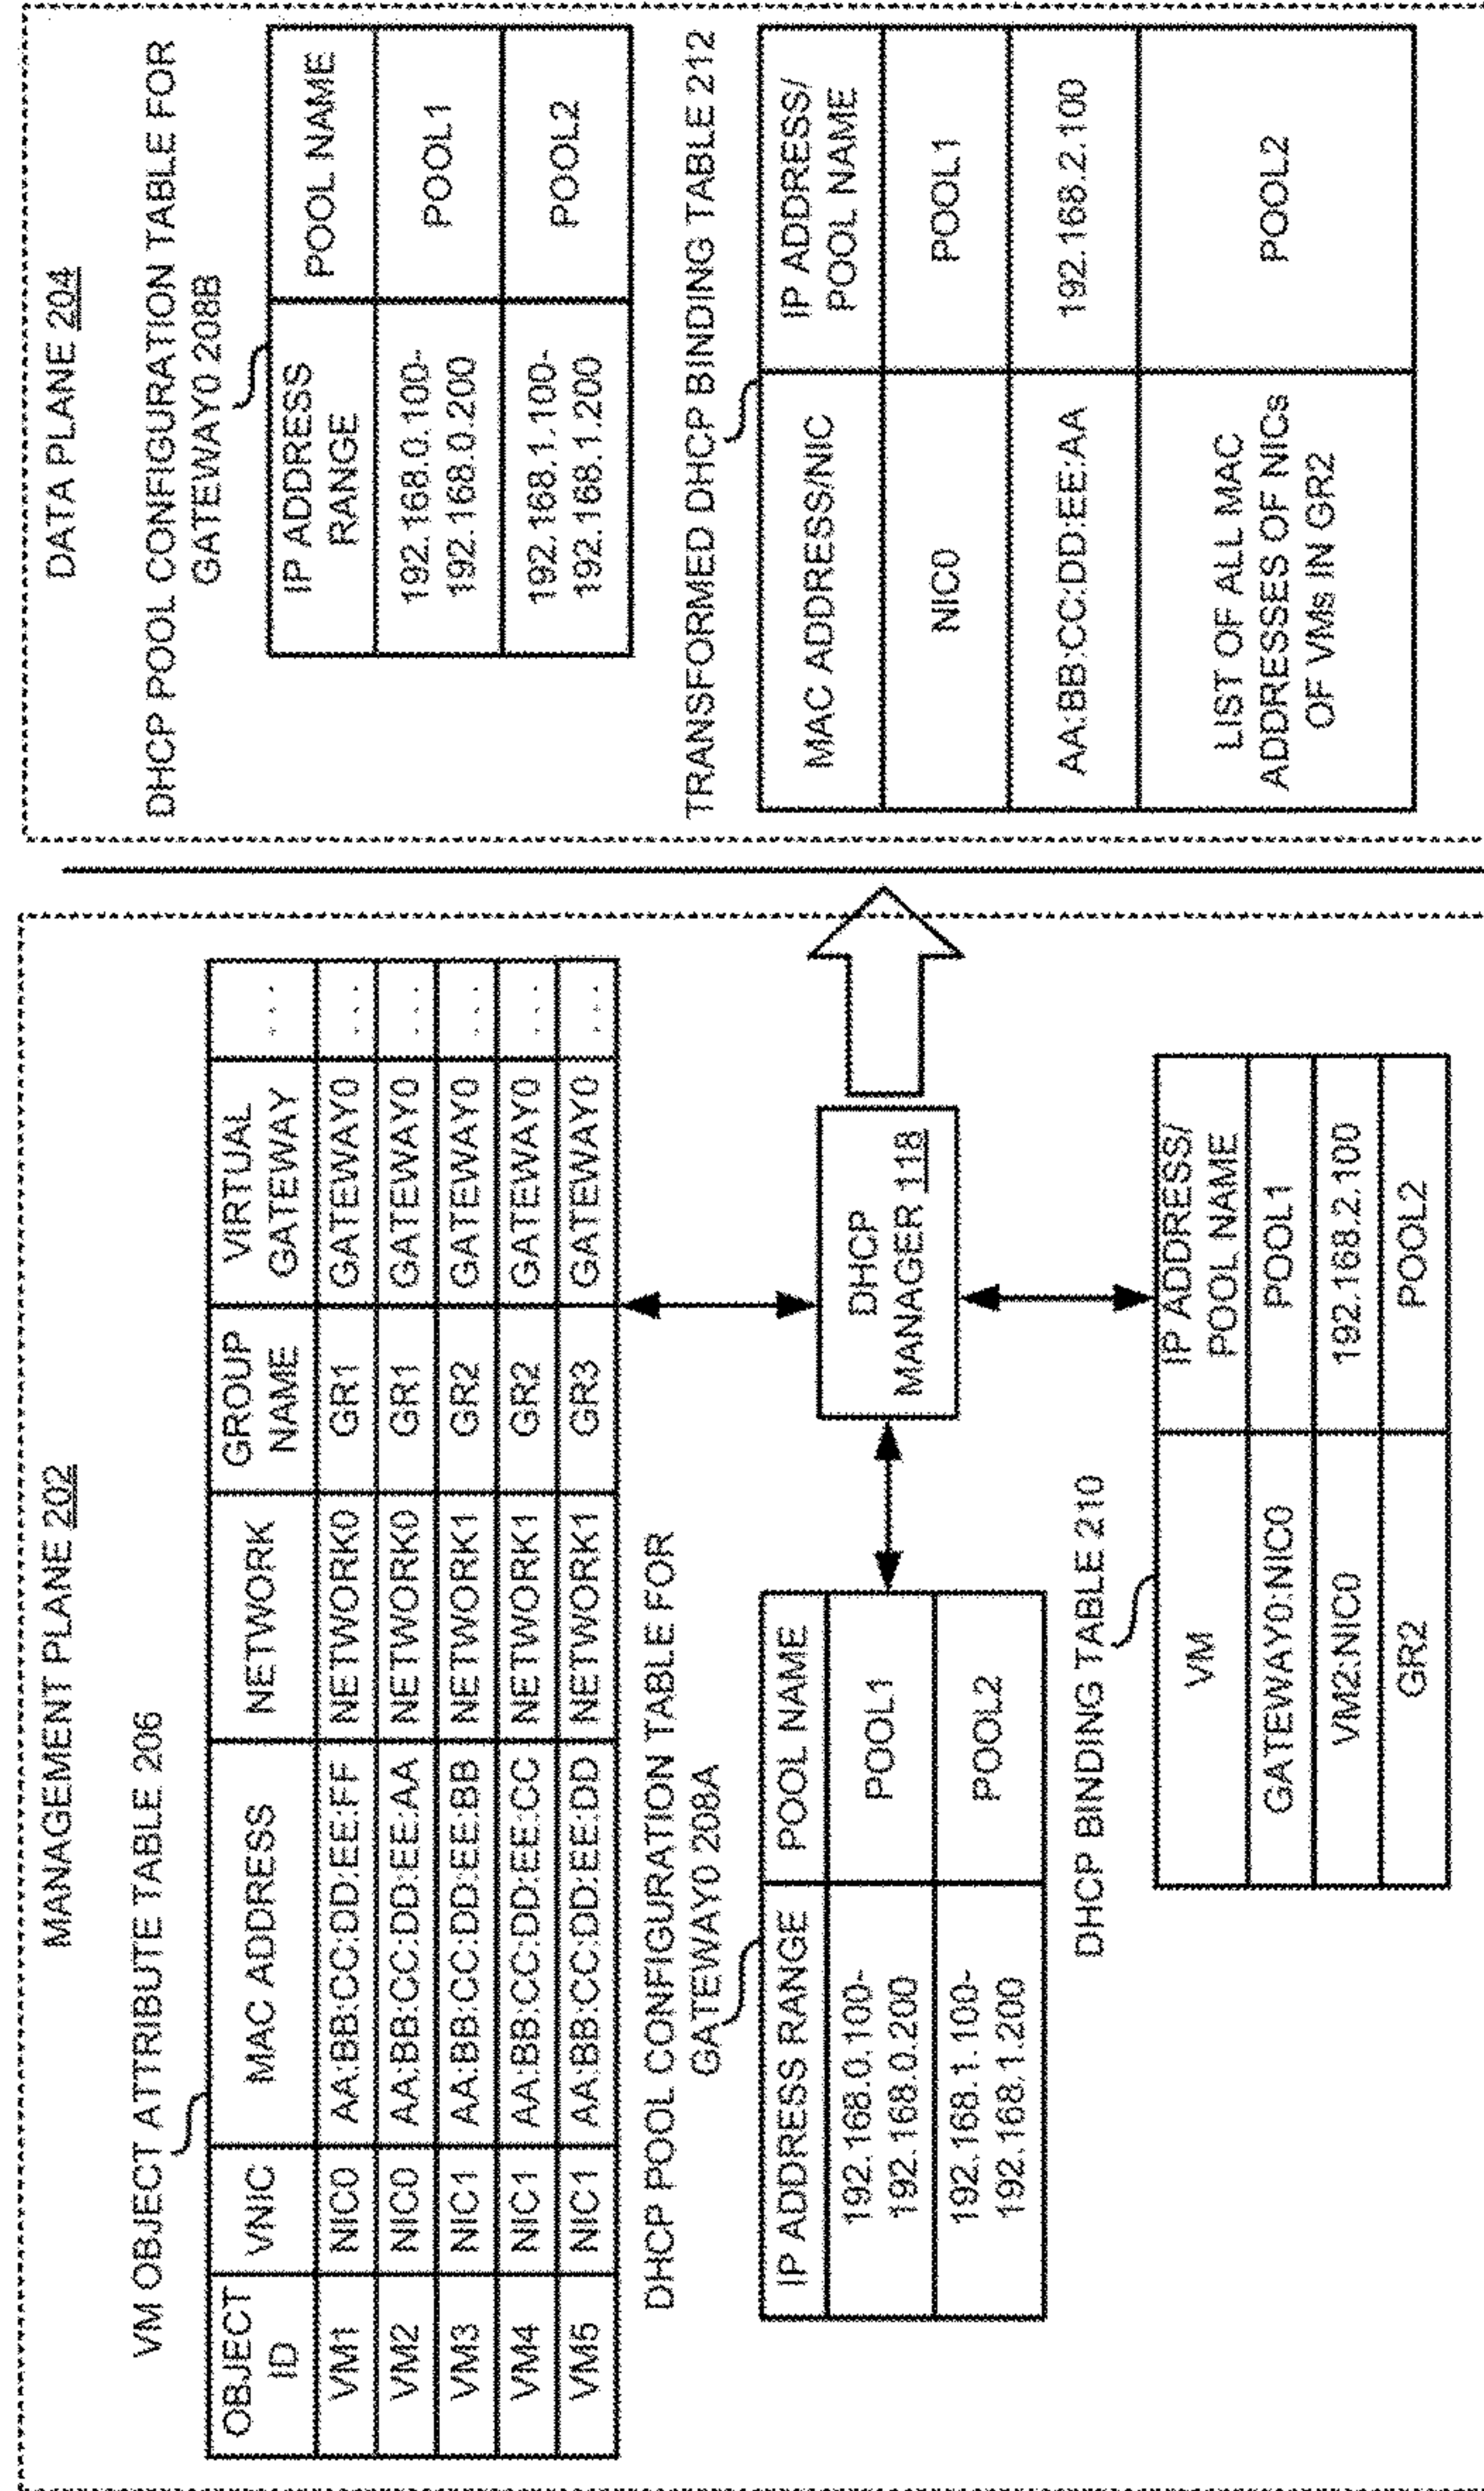 MANAGEMENT PLANE 202
VM OBJECT ATTRIBUTE TABLE 206
OBJECT ID VNIC MAC ADDRESS NETWORK GROUP NAME VIRTUAL GATEWAY ...
VM1 NIC0 AA:BB:CC:DD:EE:FF NETWORK0 GR1 GATEWAY0 ...
VM2 NIC0 AA:BB:CC:DD:EE:AA NETWORK0 GR1 GATEWAY0 ...
VM3 NIC1 AA:BB:CC:DD:EE:BB NETWORK1 GR2 GATEWAY0 ...
VM4 NIC1 AA:BB:CC:DD:EE:CC NETWORK1 GR2 GATEWAY0 ...
VM5 NIC1 AA:BB:CC:DD:EE:DD NETWORK1 GR3 GATEWAY0 ...
DHCP POOL CONFIGURATION TABLE FOR
GATEWAY0 208A
IP ADDRESS RANGE POOL NAME
192.168.0.100-
192.168.0.200
POOL1
192.168.1.100-
192.168.1.200
POOL2
DHCP
MANAGER 118
DHCP BINDING TABLE 210
VM IP ADDRESS/
POOL NAME
GATEWAY0:NIC0 POOL1
VM2:NIC0 192.168.2.100
GR2 POOL2
DATA PLANE 204
DHCP POOL CONFIGURATION TABLE FOR
GATEWAY0 208B
IP ADDRESS
RANGE
POOL NAME
192.168.0.100-
192.168.0.200
POOL1
192.168.1.100-
192.168.1.200
POOL2
TRANSFORMED DHCP BINDING TABLE 212
MAC ADDRESS/NIC IP ADDRESS/
POOL NAME
NIC0 POOL1
AA:BB:CC:DD:EE:AA 192.168.2.100
LIST OF ALL MAC
ADDRESSES OF NICs
OF VMs IN GR2
POOL2